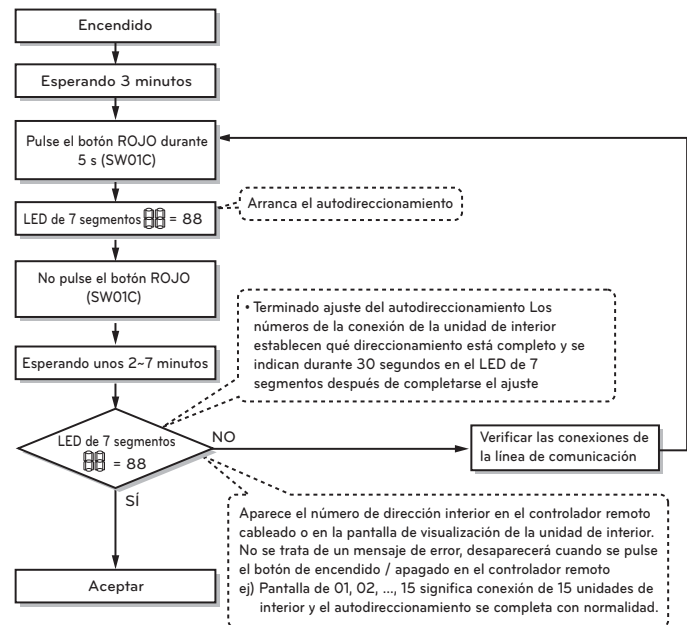 Encendido
Esperando 3 minutos
Pulse el botón ROJO durante
5 s (SW01C)
LED de 7 segmentos 88 = 88
Arranca el autodireccionamiento
No pulse el botón ROJO
(SW01C)
• Terminado ajuste del autodireccionamiento Los
números de la conexión de la unidad de interior
establecen qué direccionamiento está completo y se
indican durante 30 segundos en el LED de 7
segmentos después de completarse el ajuste
Esperando unos 2~7 minutos
LED de 7 segmentos
88 = 88
NO
Verificar las conexiones de
la línea de comunicación
SÍ
Aparece el número de dirección interior en el controlador remoto
cableado o en la pantalla de visualización de la unidad de interior.
No se trata de un mensaje de error, desaparecerá cuando se pulse
el botón de encendido / apagado en el controlador remoto
ej) Pantalla de 01, 02, ..., 15 significa conexión de 15 unidades de
interior y el autodireccionamiento se completa con normalidad.
Aceptar